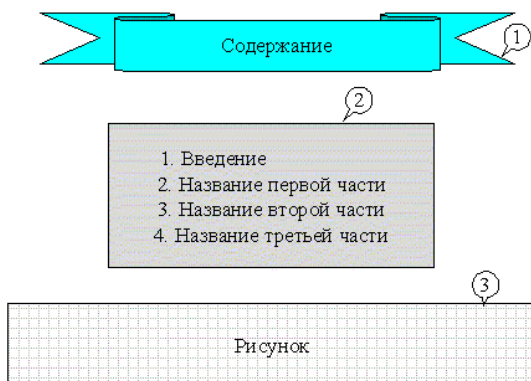 Содержание
1
2
1. Введение
2. Название первой части
3. Название второй части
4. Название третьей части
3
Рисунок